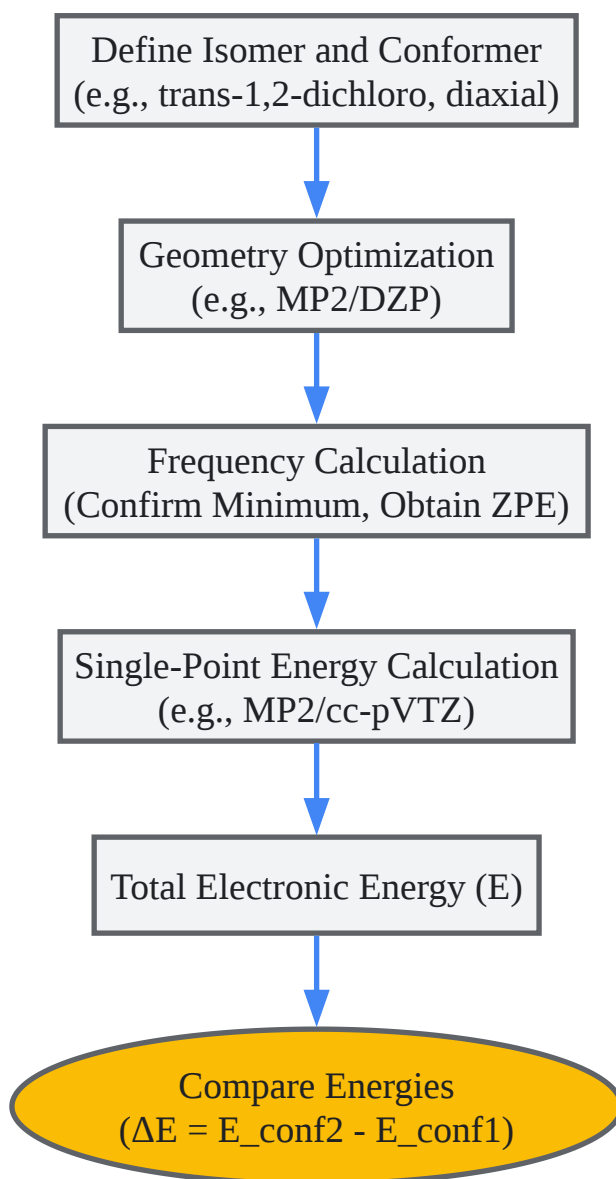 Define Isomer and Conformer
(e.g., trans-1,2-dichloro, diaxial)
Geometry Optimization
(e.g., MP2/DZP)
Frequency Calculation
(Confirm Minimum, Obtain ZPE)
Single-Point Energy Calculation
(e.g., MP2/cc-pVTZ)
Total Electronic Energy (E)
Compare Energies
(ΔE = E_conf2 - E_conf1)